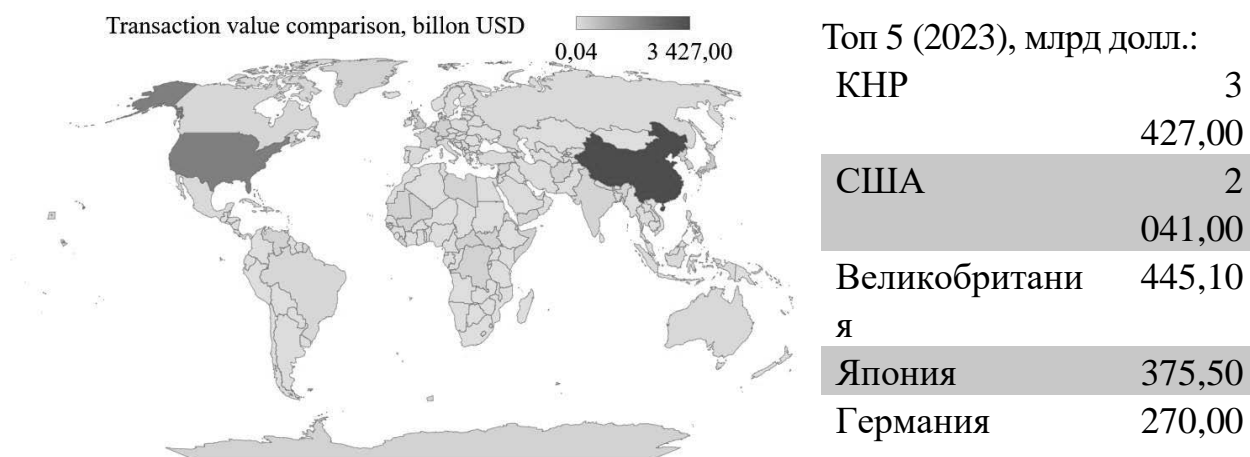 Transaction value comparison, billon USD
0,04 3 427,00
Топ 5 (2023), млрд долл.:
КНР 3
427,00
США 2
041,00
Великобритани 445,10
я
Япония 375,50
Германия 270,00